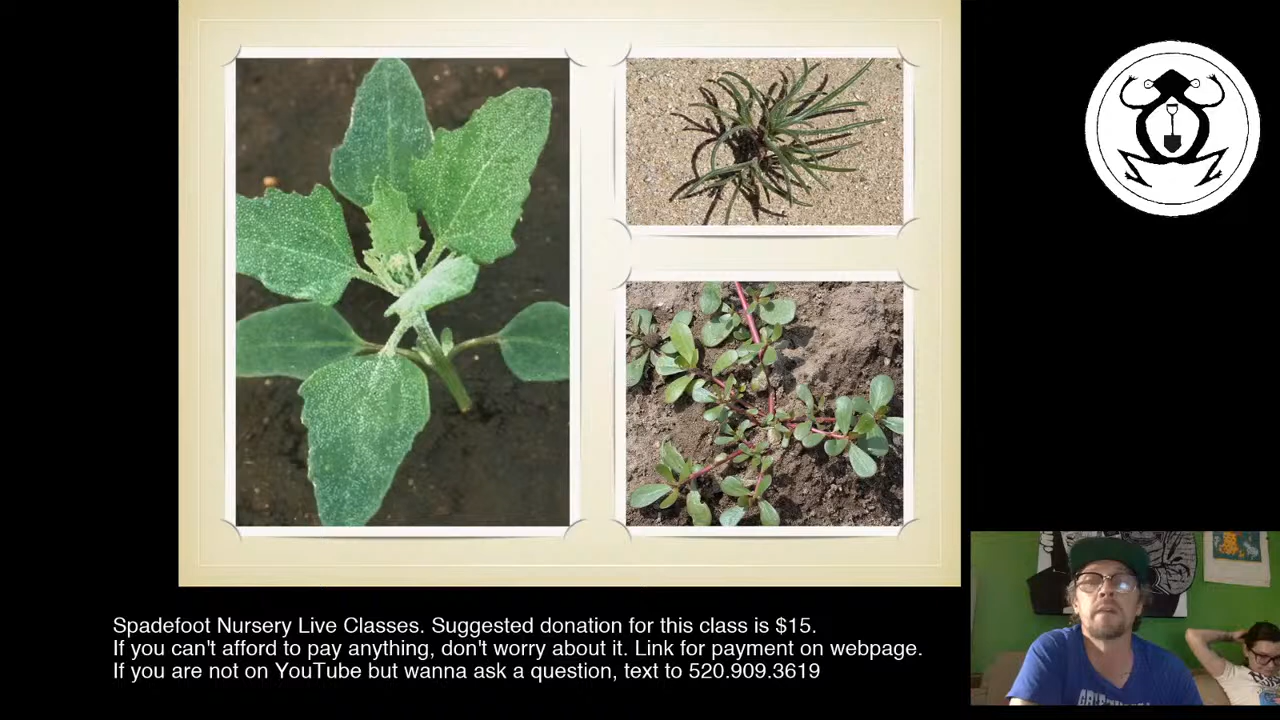 Spadefoot Nursery Live Classes. Suggested donation for this class is $15.
If you can't afford to pay anything, don't worry about it. Link for payment on webpage.
If you are not on YouTube but wanna ask a question, text to 520.909.3619